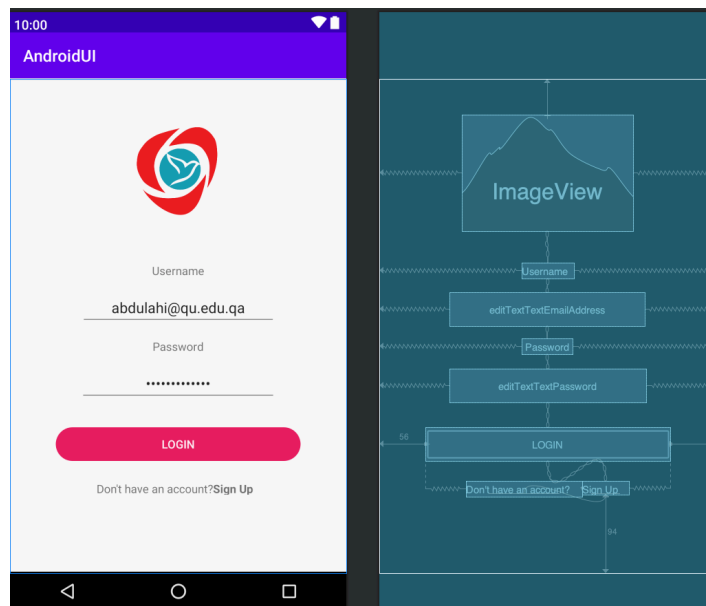 10:00
AndroidUI
Username
abdulahi@qu.edu.qa
Password
•••••••••••••
LOGIN
Don't have an account?Sign Up
ImageView
Username
editTextTextEmailAddress
Password
editTextTextPassword
56
LOGIN
Don't have an account? Sign Up
94